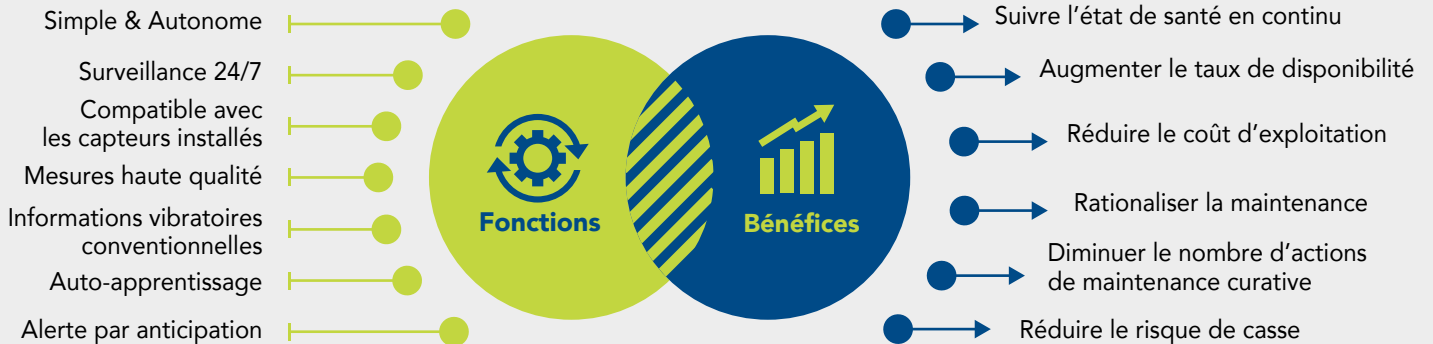 Simple & Autonome
Surveillance 24/7
Compatible avec
les capteurs installés
Mesures haute qualité
Informations vibratoires
conventionnelles
Auto-apprentissage
Alerte par anticipation
Fonctions
Bénéfices
Suivre l’état de santé en continu
Augmenter le taux de disponibilité
Réduire le coût d’exploitation
Rationaliser la maintenance
Diminuer le nombre d’actions
de maintenance curative
Réduire le risque de casse